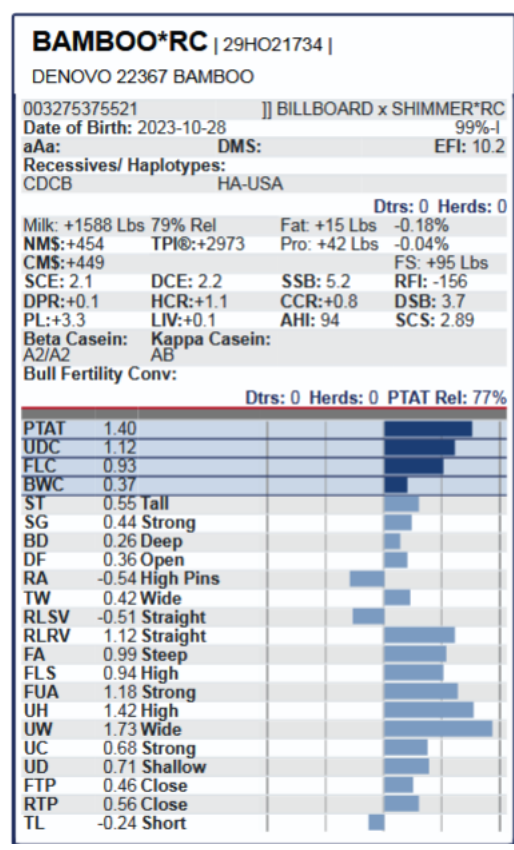 BAMBOO*RC | 29HO21734 |
DENOVO 22367 BAMBOO
003275375521 ]] BILLBOARD x SHIMMER*RC
Date of Birth: 2023-10-28 99%-I
aAa: DMS: EFI: 10.2
Recessives/ Haplotypes:
CDCB HA-USA
Dtrs: 0 Herds: 0
Milk: +1588 Lbs 79% Rel Fat: +15 Lbs -0.18%
NM$:+454 TPI®:+2973 Pro: +42 Lbs -0.04%
CM$:+449 FS: +95 Lbs
SCE: 2.1 DCE: 2.2 SSB: 5.2 RFI: -156
DPR:+0.1 HCR:+1.1 CCR:+0.8 DSB: 3.7
PL:+3.3 LIV:+0.1 AHI: 94 SCS: 2.89
Beta Casein: Kappa Casein:
A2/A2 AB
Bull Fertility Conv:
Dtrs: 0 Herds: 0 PTAT Rel: 77%
PTAT 1.40
UDC 1.12
FLC 0.93
BWC 0.37
ST 0.55 Tall
SG 0.44 Strong
BD 0.26 Deep
DF 0.36 Open
RA -0.54 High Pins
TW 0.42 Wide
RLSV -0.51 Straight
RLRV 1.12 Straight
FA 0.99 Steep
FLS 0.94 High
FUA 1.18 Strong
UH 1.42 High
UW 1.73 Wide
UC 0.68 Strong
UD 0.71 Shallow
FTP 0.46 Close
RTP 0.56 Close
TL -0.24 Short